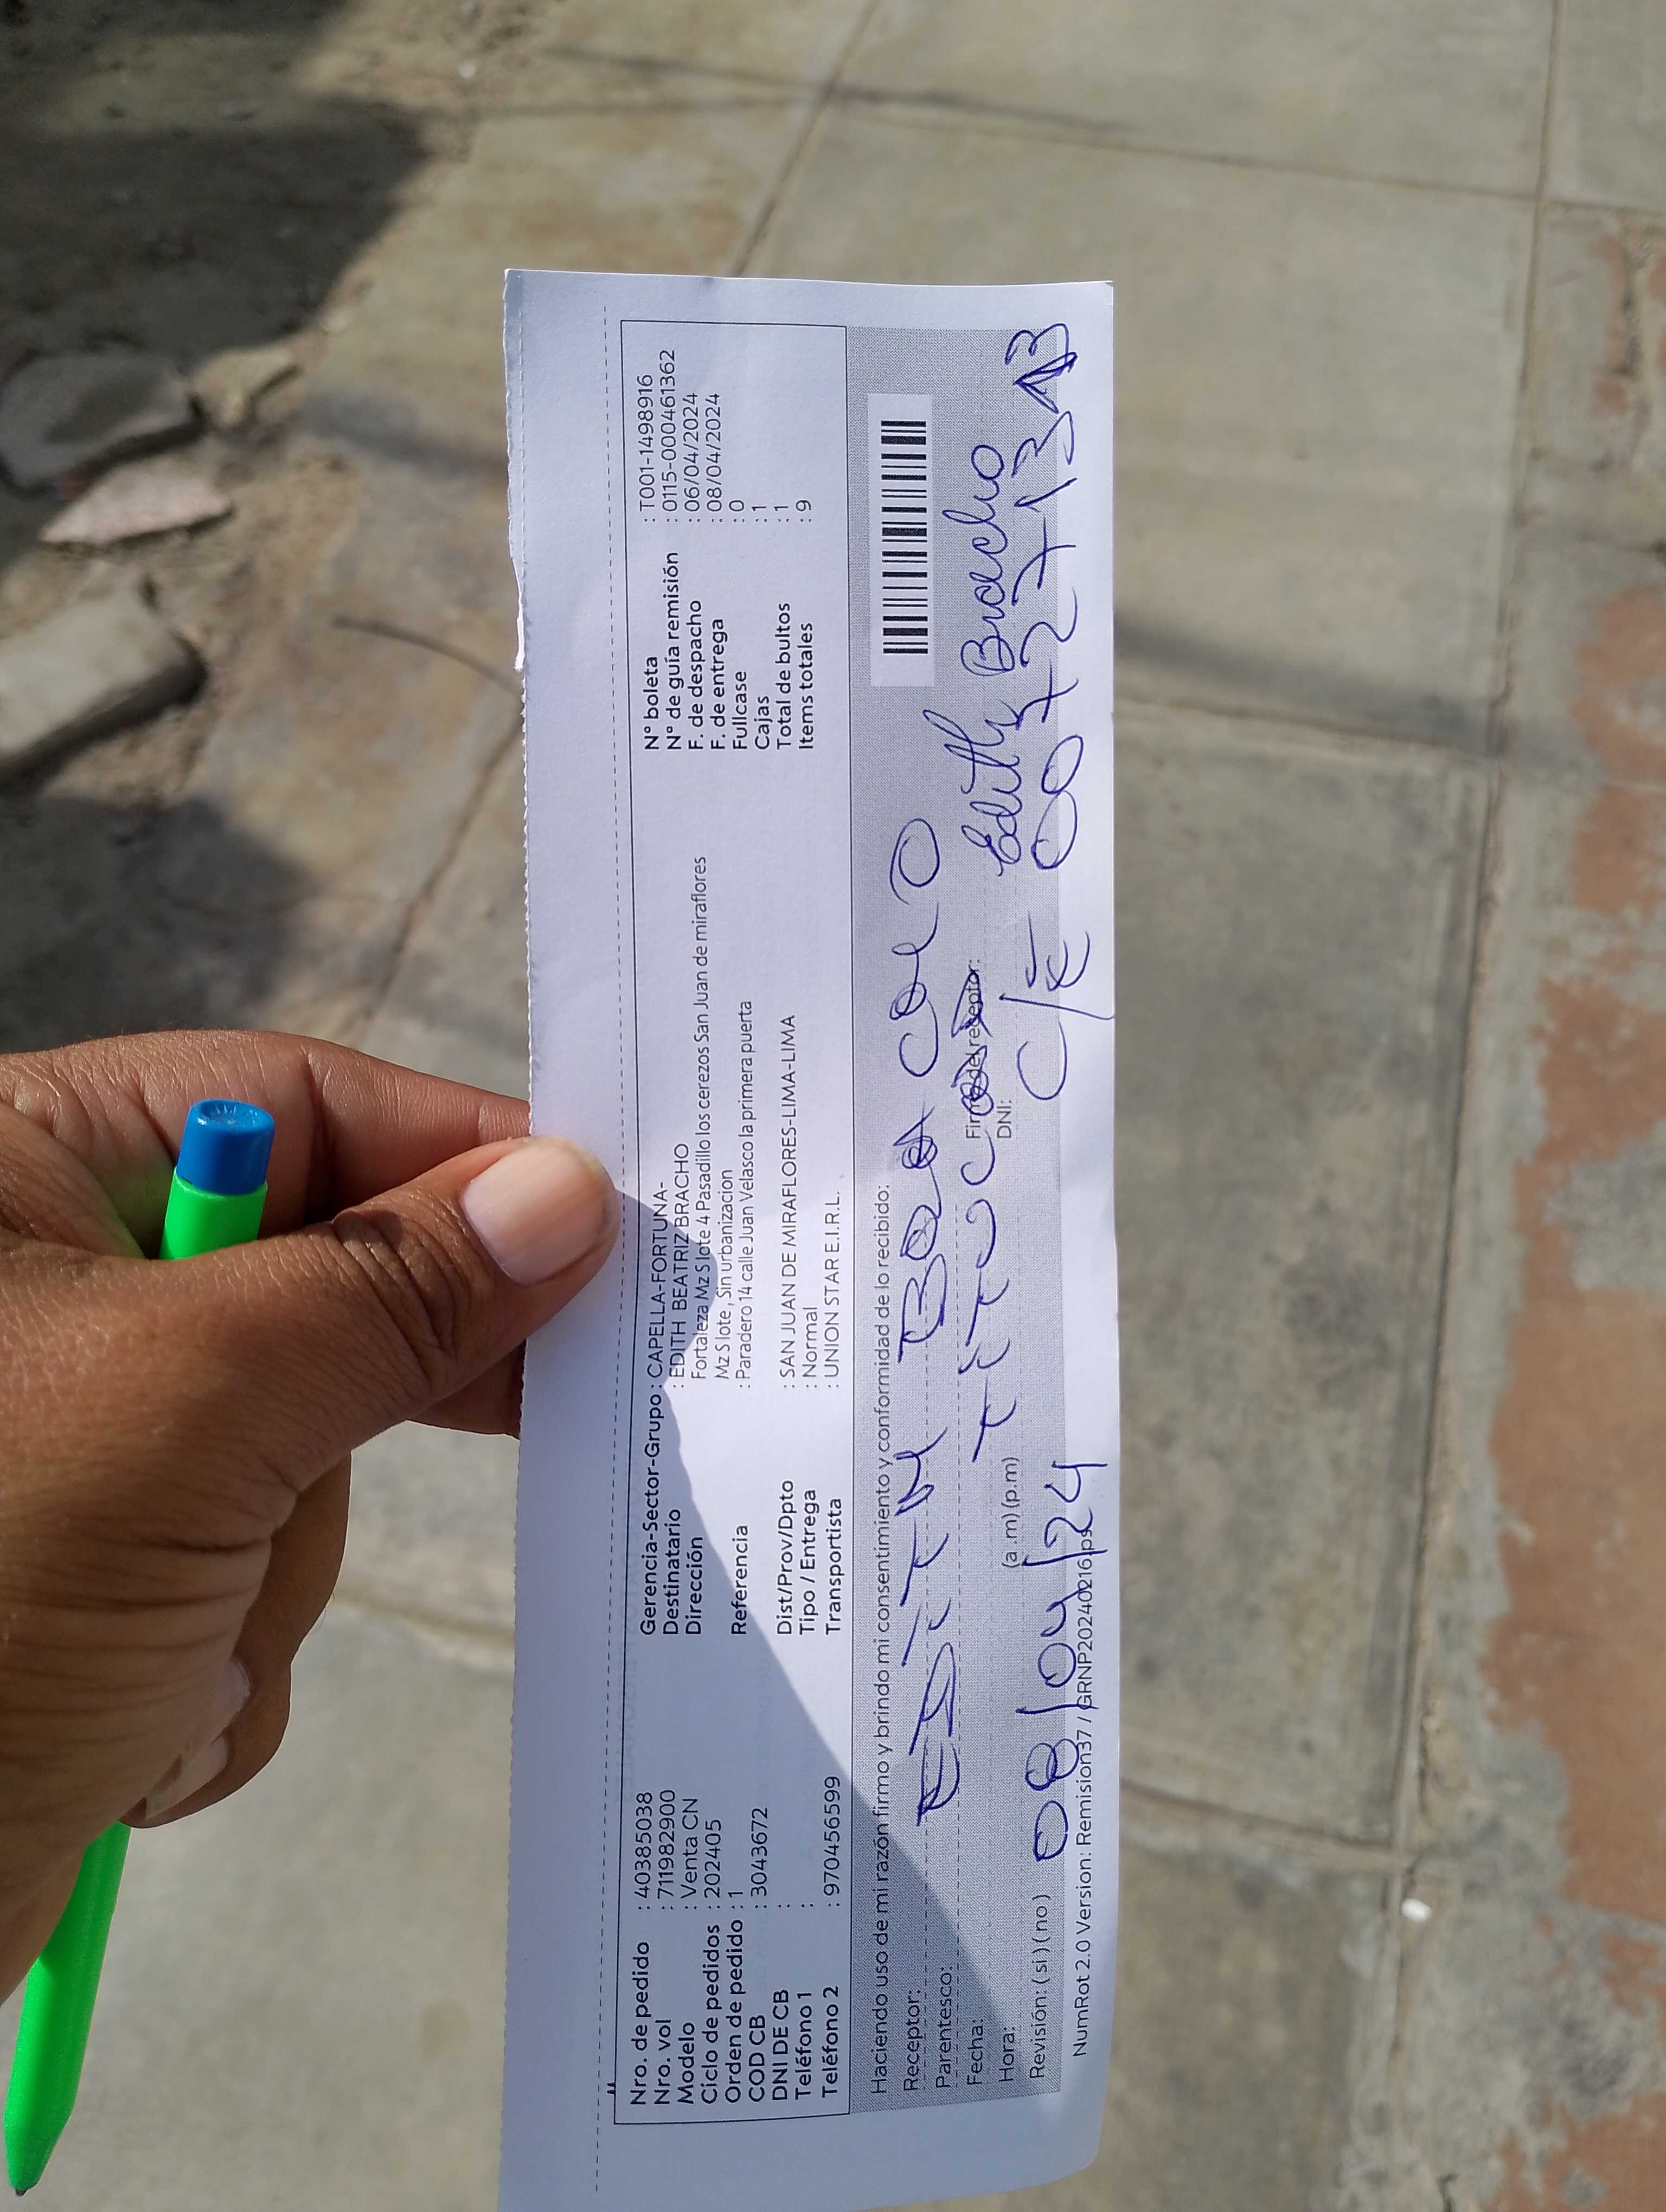 Nro. de pedido : 40385038 Gerencia-Sector-Grupo : CAPELLA-FORTUNA- N° boleta : T001-1498916
Nro. vol : 711982900 Destinatario : EDITH BEATRIZ BRACHO N° de guía remisión : 0115-000461362
Modelo : Venta CN Dirección Fortaleza Mz S lote 4 Pasadillo los cerezos San Juan de miraflores F. de despacho : 06/04/2024
Ciclo de pedidos : 202405 Mz S lote , Sin urbanizacion F. de entrega : 08/04/2024
Orden de pedido : 1 Referencia : Paradero 14 calle Juan Velasco la primera puerta Fullcase : 0
COD CB : 3043672 Cajas : 1
DNI DE CB : Dist/Prov/Dpto : SAN JUAN DE MIRAFLORES-LIMA-LIMA Total de bultos : 1
Teléfono 1 : Tipo / Entrega : Normal Items totales : 9
Teléfono 2 : 970456599 Transportista : UNION STAR E.I.R.L.
Haciendo uso de mi razón firmo y brindo mi consentimiento y conformidad de lo recibido:
Receptor: EDITH
Parentesco: TITUCAR
Fecha: Firma del receptor: Edith Bracho
Hora: (a.m) (p.m) DNI: C/E
Revisión: ( si ) ( no ) 08/04/24
NumRot 2.0 Version: Remision37 / GRNP20240216